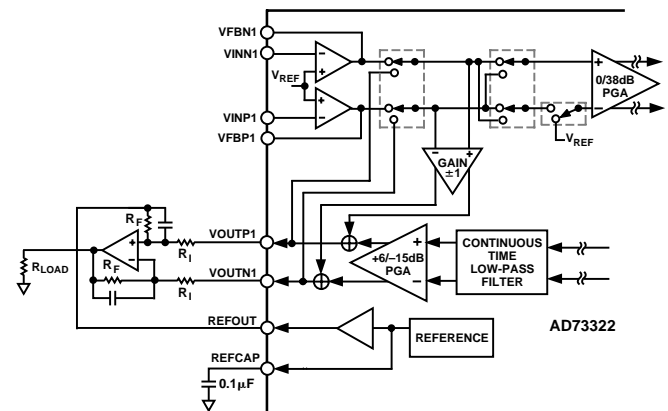 VFBN1
VINN1
VREF
VINP1
VFBP1
0/38dB
PGA
VREF
GAIN
±1
RF
VOUTP1
RI
RLOAD
RF
VOUTN1
RI
+6/–15dB
PGA
CONTINUOUS
TIME
LOW-PASS
FILTER
REFOUT
REFERENCE
AD73322
REFCAP
0.1µF